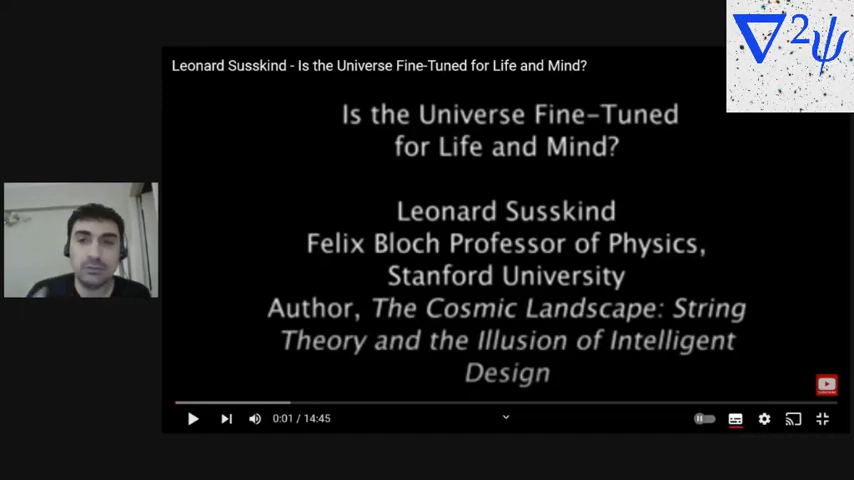 ∇²ψ
Leonard Susskind - Is the Universe Fine-Tuned for Life and Mind?
Is the Universe Fine-Tuned
for Life and Mind?
Leonard Susskind
Felix Bloch Professor of Physics,
Stanford University
Author, The Cosmic Landscape: String
Theory and the Illusion of Intelligent
Design
0:01 / 14:45